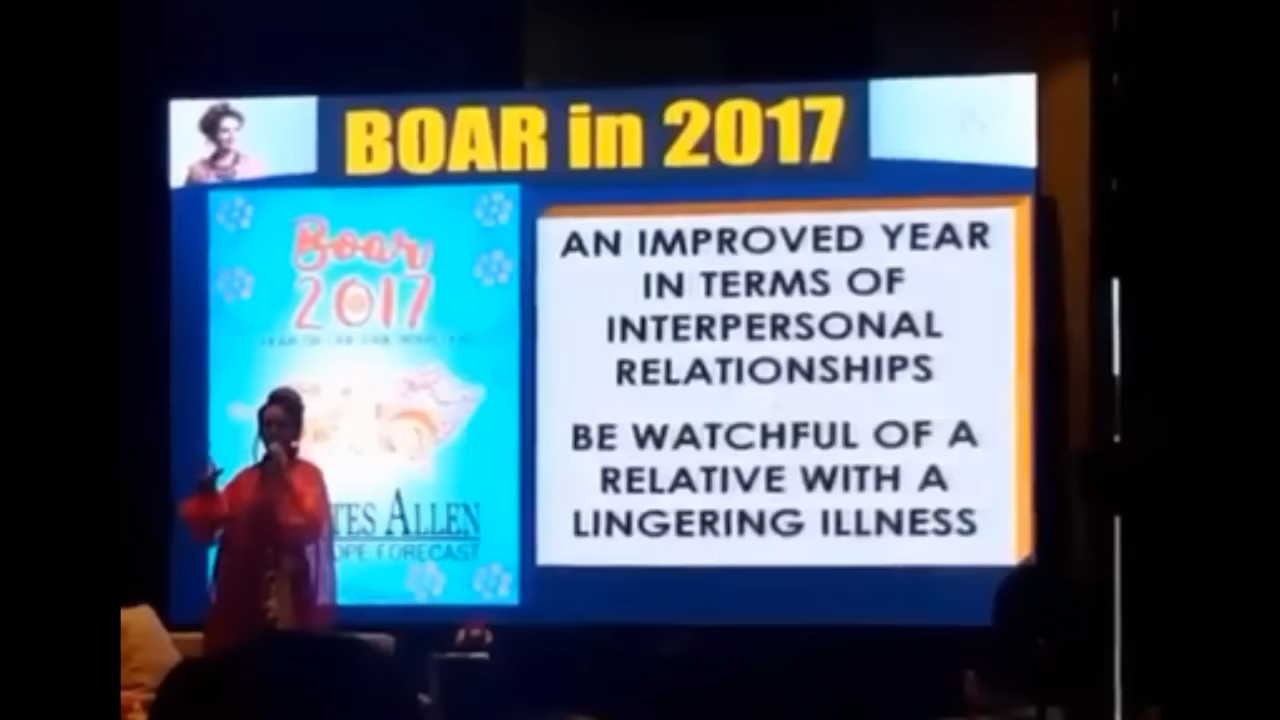 BOAR in 2017
Boar
2017
TES ALLEN
OPE FORECAST
AN IMPROVED YEAR
IN TERMS OF
INTERPERSONAL
RELATIONSHIPS
BE WATCHFUL OF A
RELATIVE WITH A
LINGERING ILLNESS